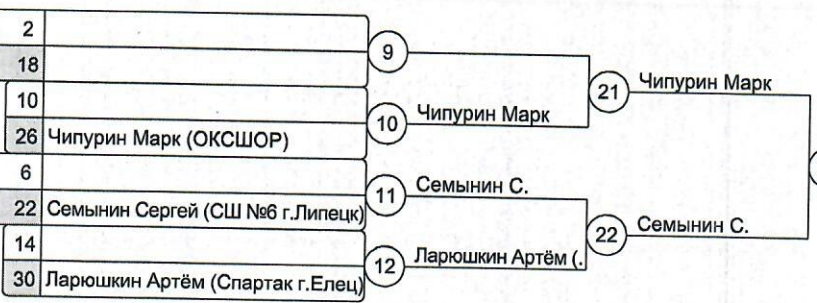 2
18
9
10
26 Чипурин Марк (ОКСШОР)
10 Чипурин Марк
21 Чипурин Марк
6
22 Семынин Сергей (СШ №6 г.Липецк)
11 Семынин С.
14
30 Ларюшкин Артём (Спартак г.Елец)
12 Ларюшкин Артём (.
22 Семынин С.